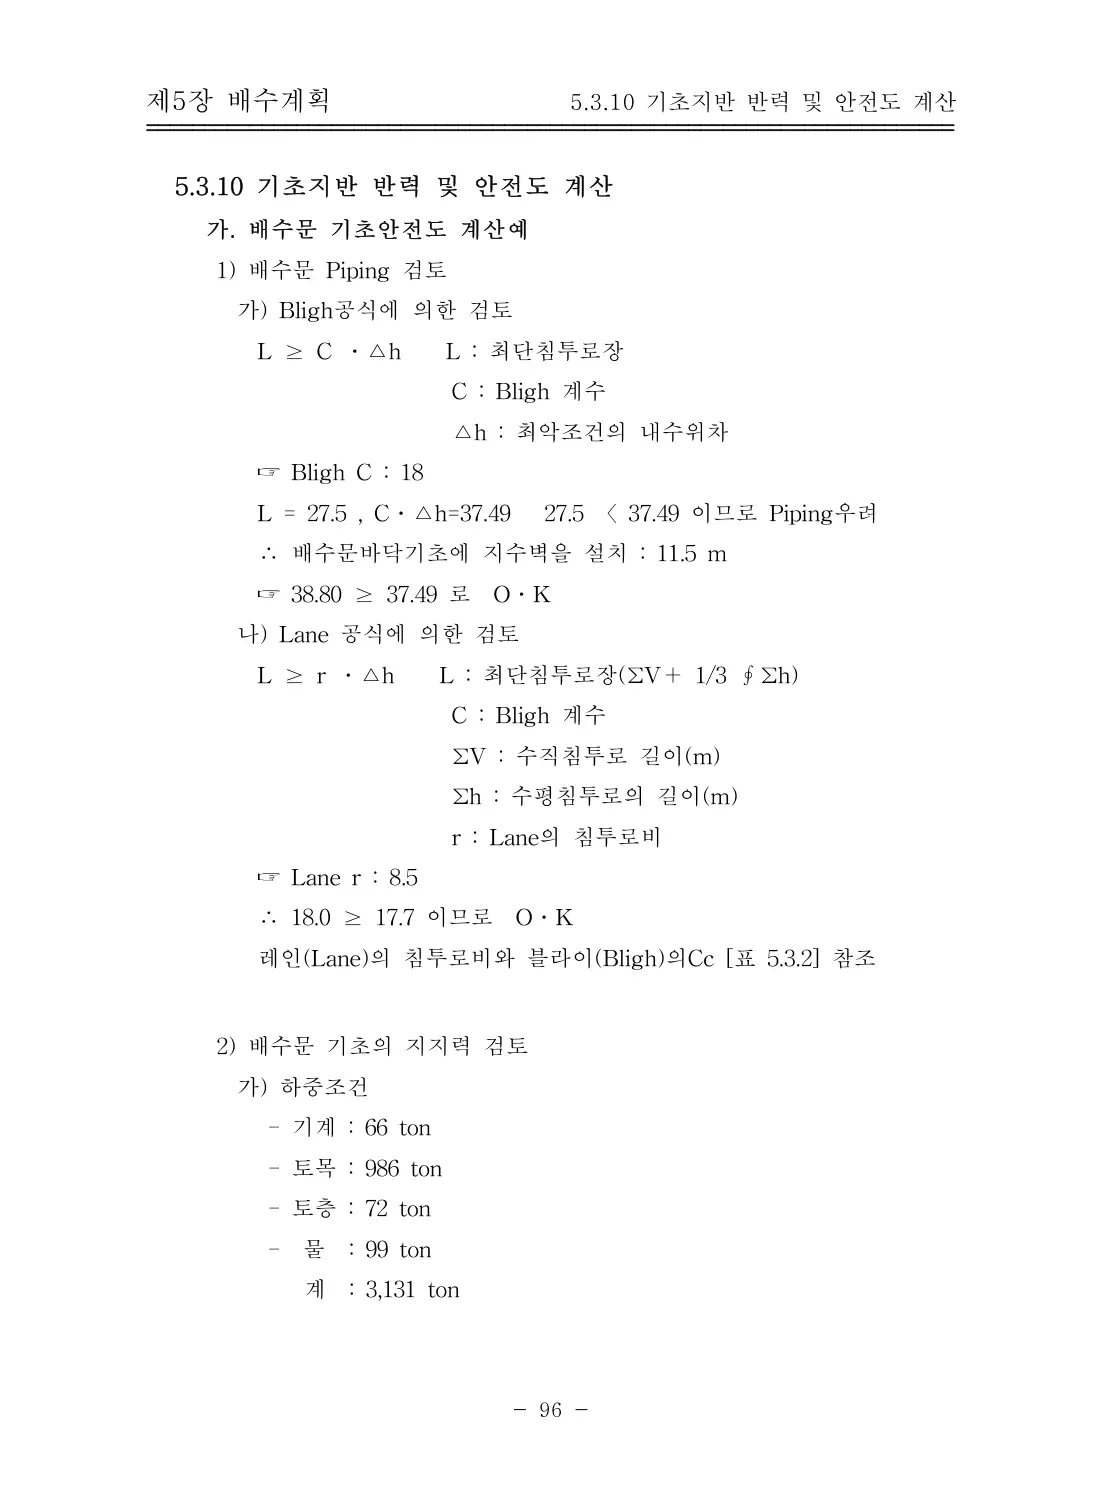 제5장 배수계획 5.3.10 기초지반 반력 및 안전도 계산
5.3.10 기초지반 반력 및 안전도 계산
가. 배수문 기초안전도 계산예
1) 배수문 Piping 검토
가) Bligh공식에 의한 검토
L ≥ C ・△h L : 최단침투로장
C : Bligh 계수
△h : 최악조건의 내수위차
☞ Bligh C : 18
L = 27.5 , C・△h=37.49 27.5 〈 37.49 이므로 Piping우려
∴ 배수문바닥기초에 지수벽을 설치 : 11.5 m
☞ 38.80 ≥ 37.49 로 O・K
나) Lane 공식에 의한 검토
L ≥ r ・△h L : 최단침투로장(ΣV＋ 1/3 ∮Σh)
C : Bligh 계수
ΣV : 수직침투로 길이(m)
Σh : 수평침투로의 길이(m)
r : Lane의 침투로비
☞ Lane r : 8.5
∴ 18.0 ≥ 17.7 이므로 O・K
레인(Lane)의 침투로비와 블라이(Bligh)의Cc [표 5.3.2] 참조
2) 배수문 기초의 지지력 검토
가) 하중조건
- 기계 : 66 ton
- 토목 : 986 ton
- 토층 : 72 ton
- 물 : 99 ton
계 : 3,131 ton
- 96 -